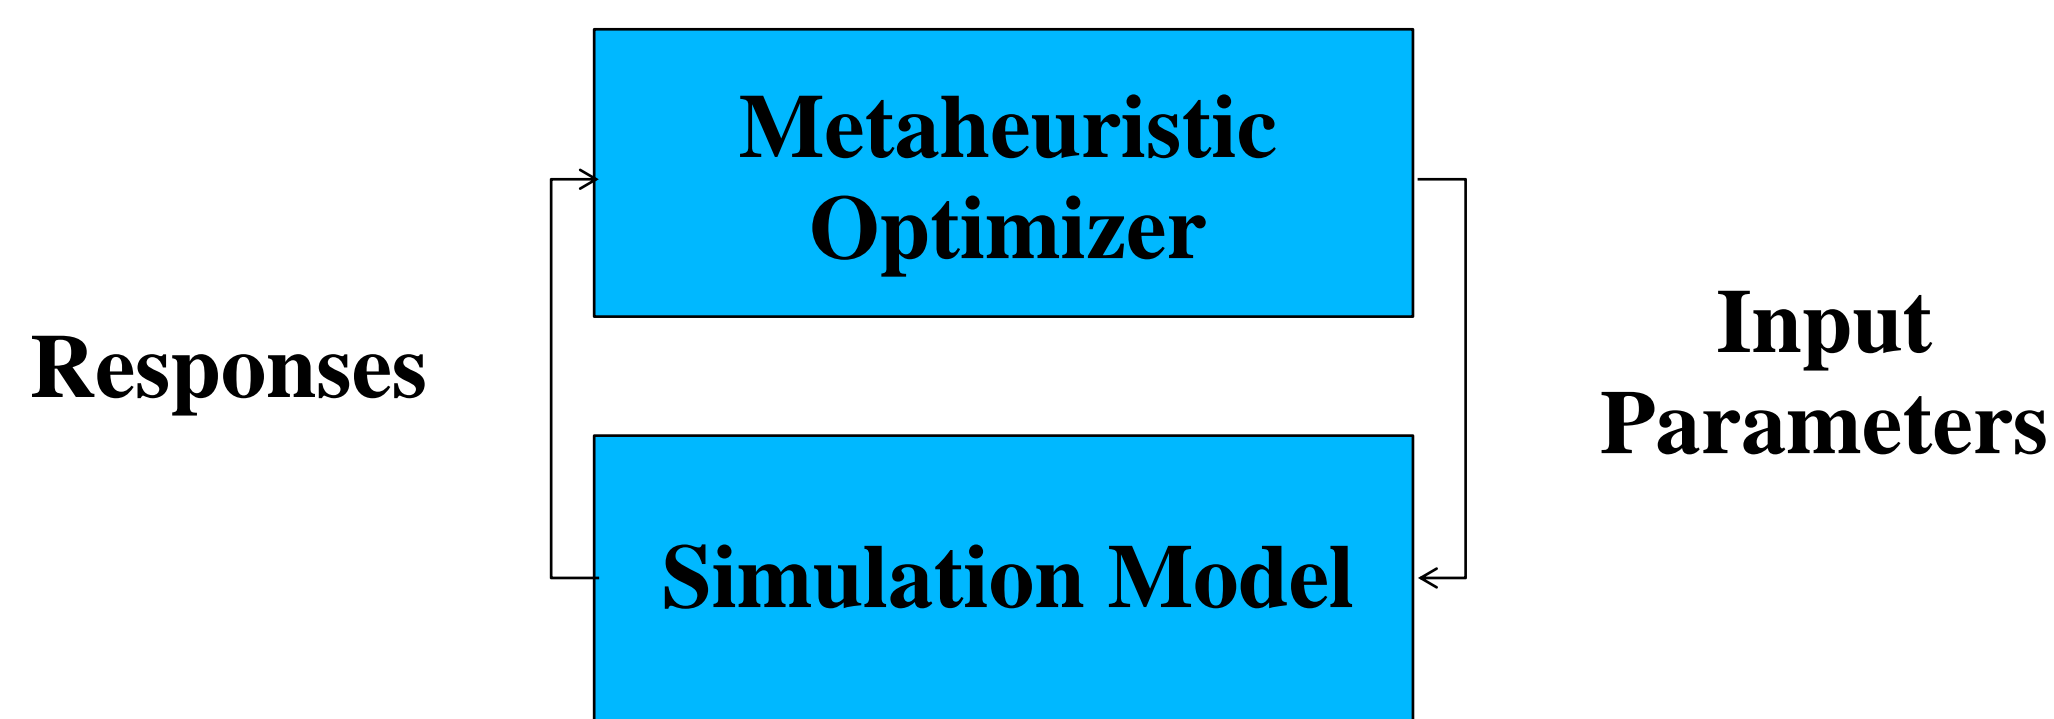 Metaheuristic
Optimizer
Responses
Input
Parameters
Simulation Model